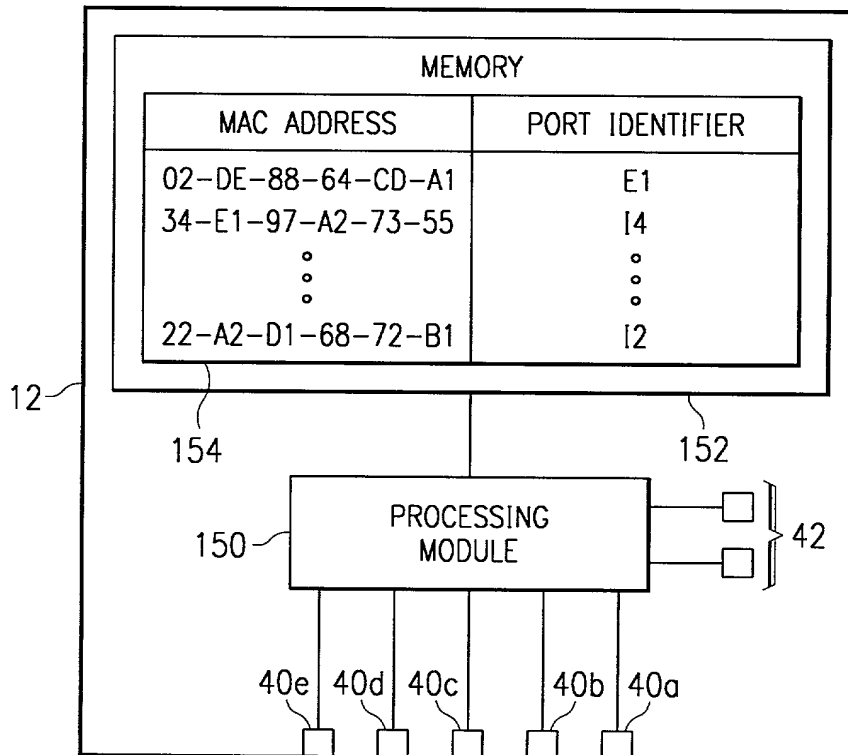 MEMORY
MAC ADDRESS PORT IDENTIFIER
02-DE-88-64-CD-A1 E1
34-E1-97-A2-73-55 I4
22-A2-D1-68-72-B1 I2
12
154 152
150 PROCESSING MODULE 42
40e 40d 40c 40b 40a